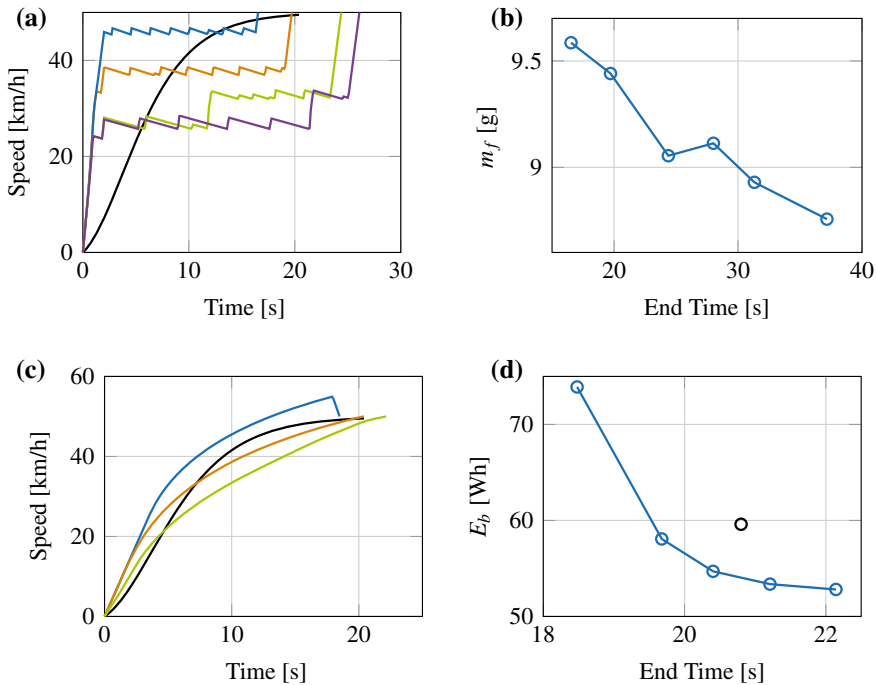 (a)
Speed [km/h]
40
20
0
0 10 20 30
Time [s]
(b)
m_f [g]
9.5
9
20 30 40
End Time [s]
(c)
Speed [km/h]
60
40
20
0
0 10 20
Time [s]
(d)
E_b [Wh]
70
60
50
18 20 22
End Time [s]